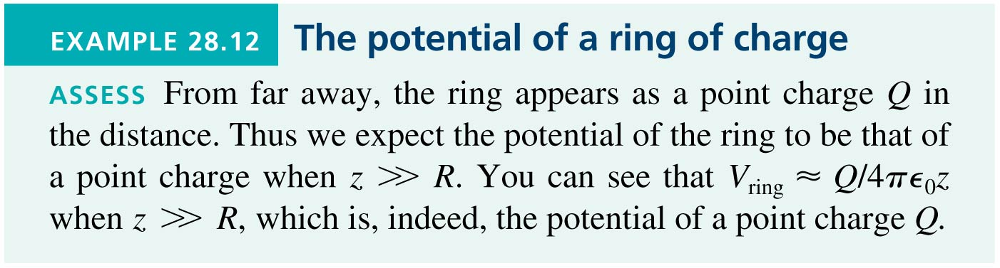 EXAMPLE 28.12 The potential of a ring of charge
ASSESS From far away, the ring appears as a point charge Q in
the distance. Thus we expect the potential of the ring to be that of
a point charge when z ≫ R. You can see that V_ring ≈ Q/4πϵ₀z
when z ≫ R, which is, indeed, the potential of a point charge Q.